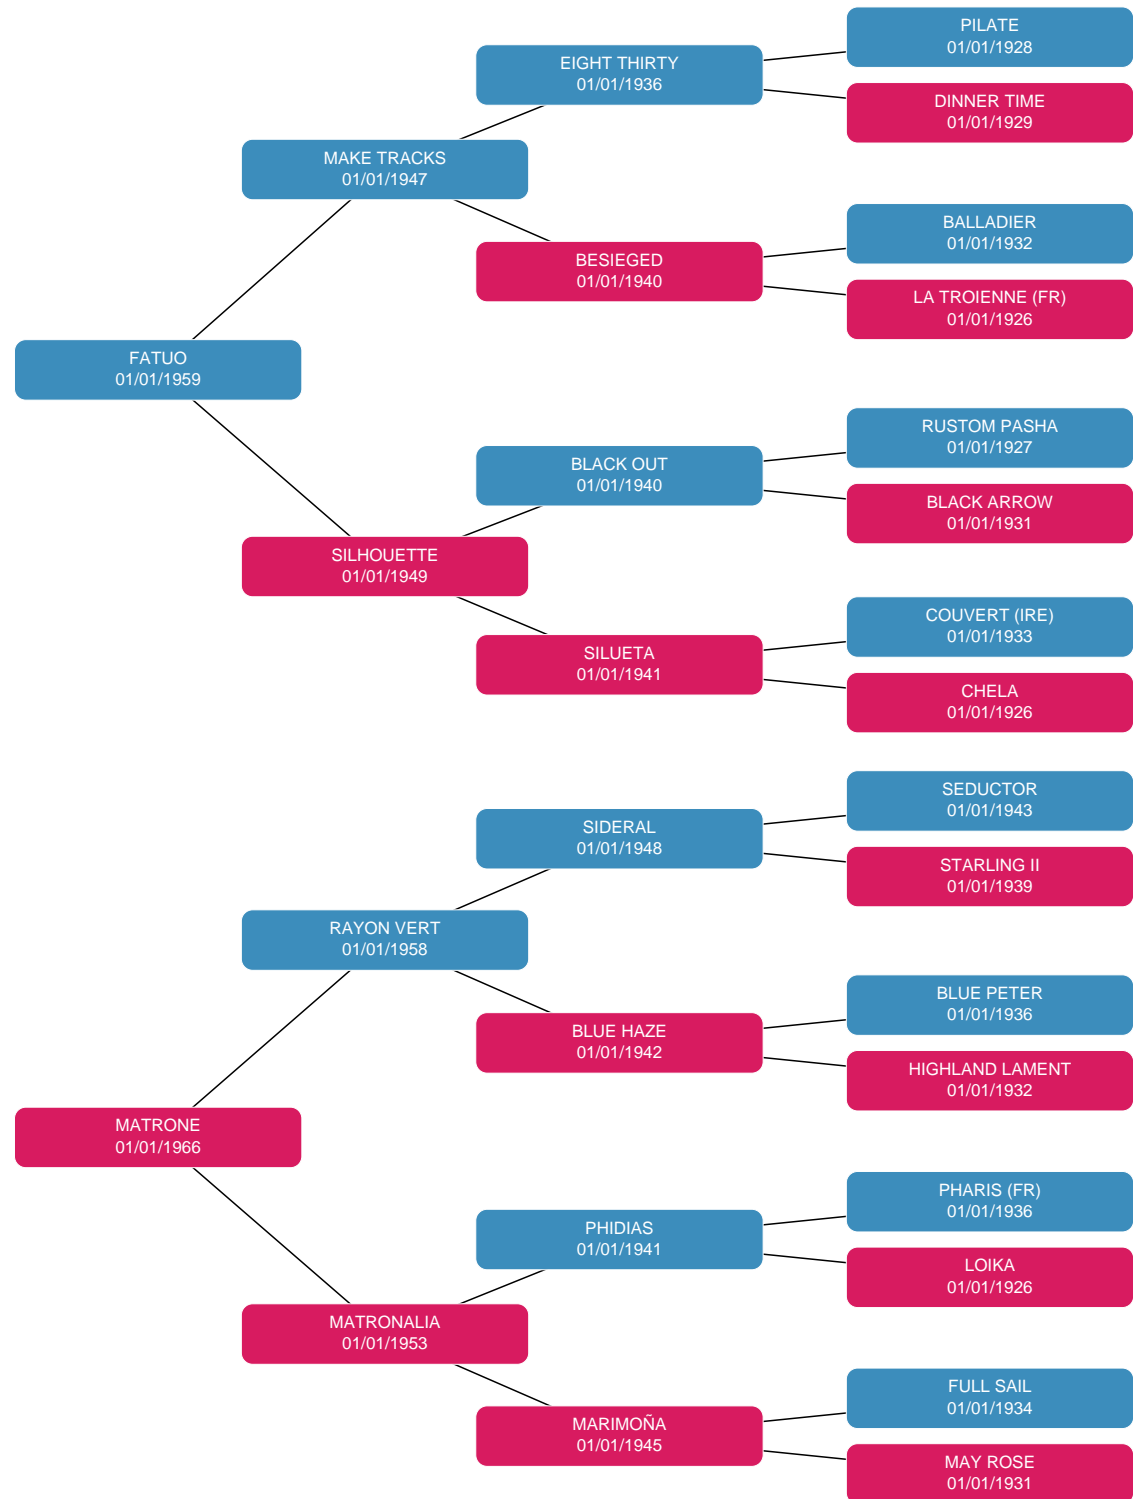 PILATE
01/01/1928
EIGHT THIRTY
01/01/1936
DINNER TIME
01/01/1929
MAKE TRACKS
01/01/1947
BALLADIER
01/01/1932
BESIEGED
01/01/1940
LA TROIENNE (FR)
01/01/1926
FATUO
01/01/1959
RUSTOM PASHA
01/01/1927
BLACK OUT
01/01/1940
BLACK ARROW
01/01/1931
SILHOUETTE
01/01/1949
COUVERT (IRE)
01/01/1933
SILUETA
01/01/1941
CHELA
01/01/1926
SEDUCTOR
01/01/1943
SIDERAL
01/01/1948
STARLING II
01/01/1939
RAYON VERT
01/01/1958
BLUE PETER
01/01/1936
BLUE HAZE
01/01/1942
HIGHLAND LAMENT
01/01/1932
MATRONE
01/01/1966
PHARIS (FR)
01/01/1936
PHIDIAS
01/01/1941
LOIKA
01/01/1926
MATRONALIA
01/01/1953
FULL SAIL
01/01/1934
MARIMOÑA
01/01/1945
MAY ROSE
01/01/1931